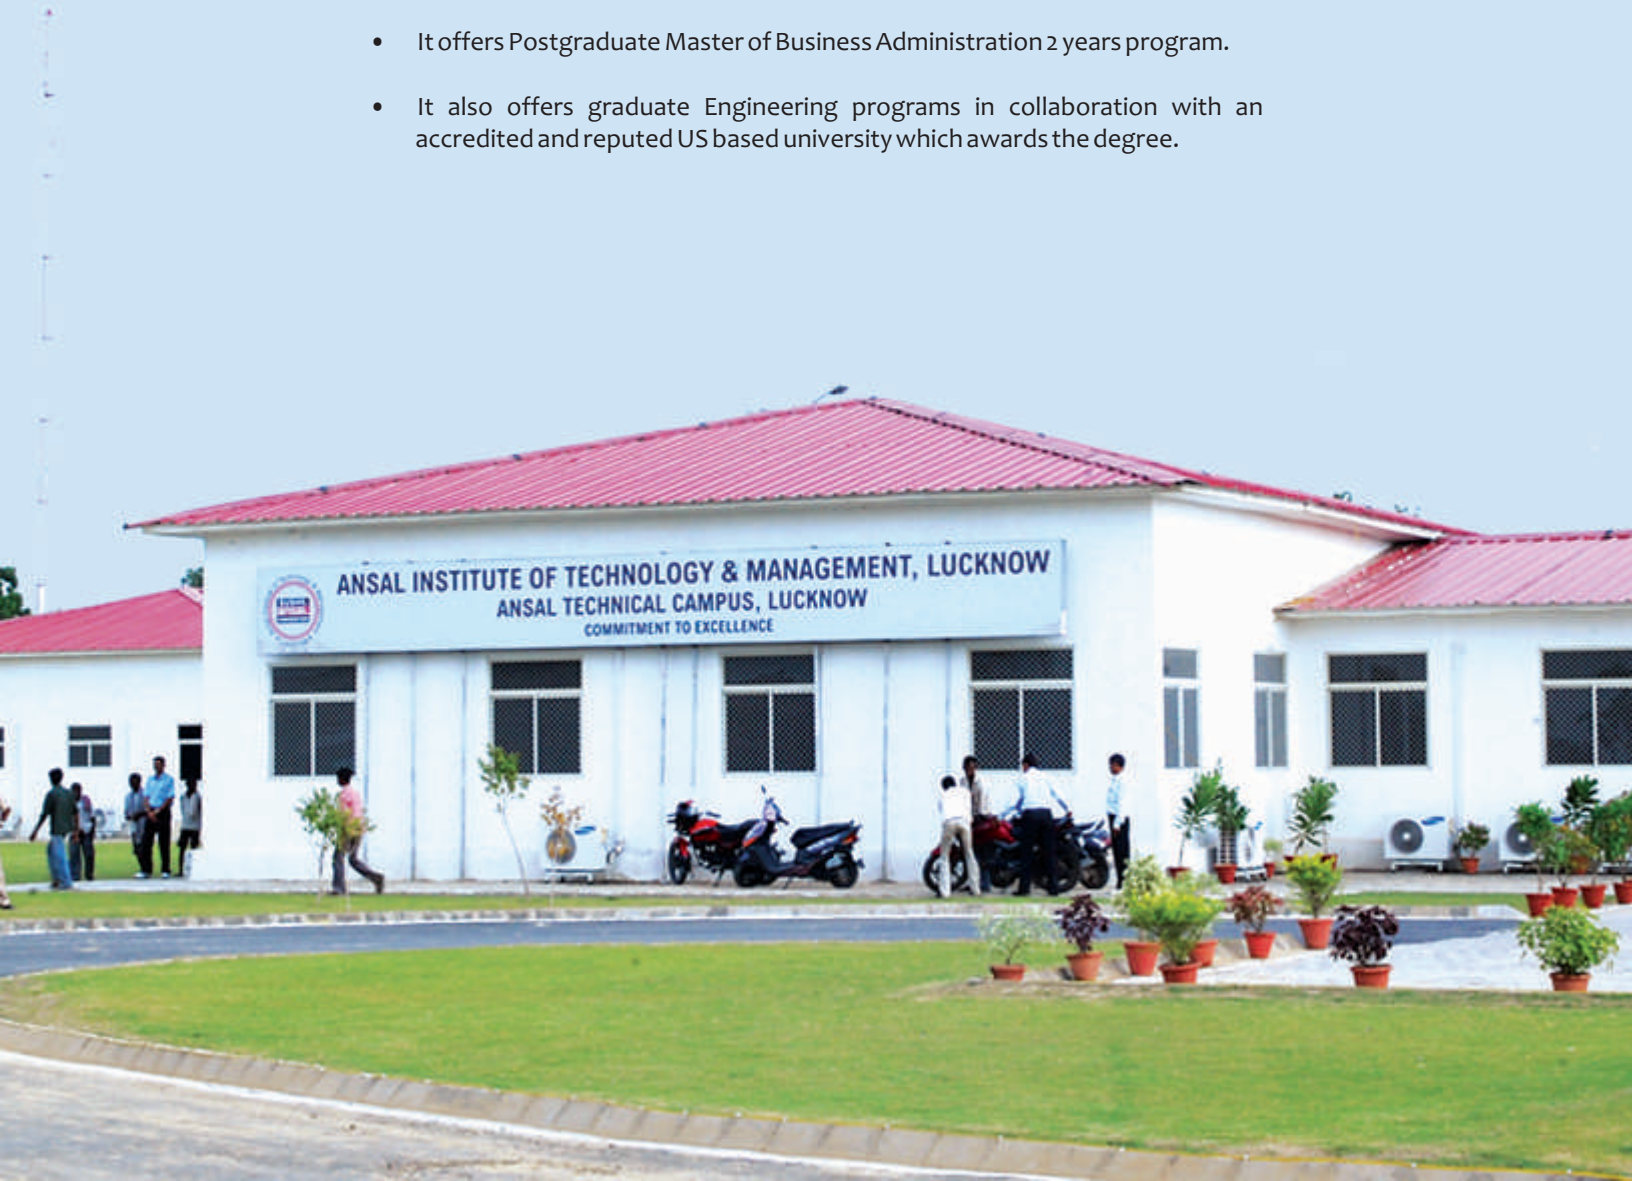 • It offers Postgraduate Master of Business Administration 2 years program.
• It also offers graduate Engineering programs in collaboration with an
accredited and reputed US based university which awards the degree.
ANSAL INSTITUTE OF TECHNOLOGY & MANAGEMENT, LUCKNOW
ANSAL TECHNICAL CAMPUS, LUCKNOW
COMMITMENT TO EXCELLENCE